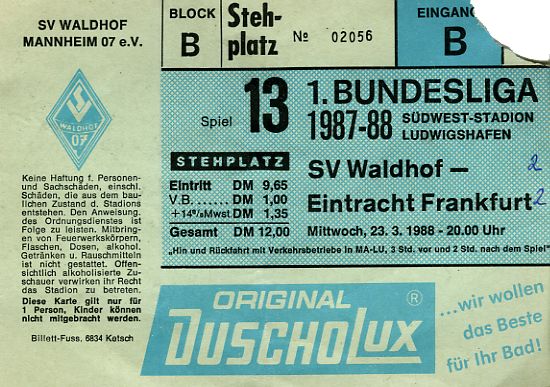 SV WALDHOF
MANNHEIM 07 e.V.
SV
WALDHOF
07
Keine Haftung f. Personen-
und Sachschäden, einschl.
Schäden, die aus dem bau-
lichen Zustand d. Stadions
entstehen. Den Anweisung.
des Ordnungsdienstes ist
Folge zu leisten. Mitbrin-
gen von Feuerwerkskörpern,
Flaschen, Dosen, alkohol.
Getränken u. Rauschmitteln
ist nicht gestattet. Offen-
sichtlich alkoholisierte Zu-
schauer verwirken ihr Recht
das Stadion zu betreten.
Diese Karte gilt nur für
1 Person, Kinder können
nicht mitgebracht werden.
Billett-Fuss. 6834 Ketsch
BLOCK
B
Steh-
platz
№ 02056
EINGANG
B
Spiel 13
1. BUNDESLIGA
1987-88 SÜDWEST-STADION
LUDWIGSHAFEN
STEHPLATZ
Eintritt DM 9,65
V.B. ........ DM 1,00
+14%Mwst. DM 1,35
Gesamt DM 12,00
SV Waldhof — 2
Eintracht Frankfurt 2
Mittwoch, 23. 3. 1988 - 20.00 Uhr
"Hin und Rückfahrt mit Verkehrsbetriebe in MA-LU, 3 Std. vor und 2 Std. nach dem Spiel"
ORIGINAL
DUSCHOLUX ®
...wir wollen
das Beste
für Ihr Bad!